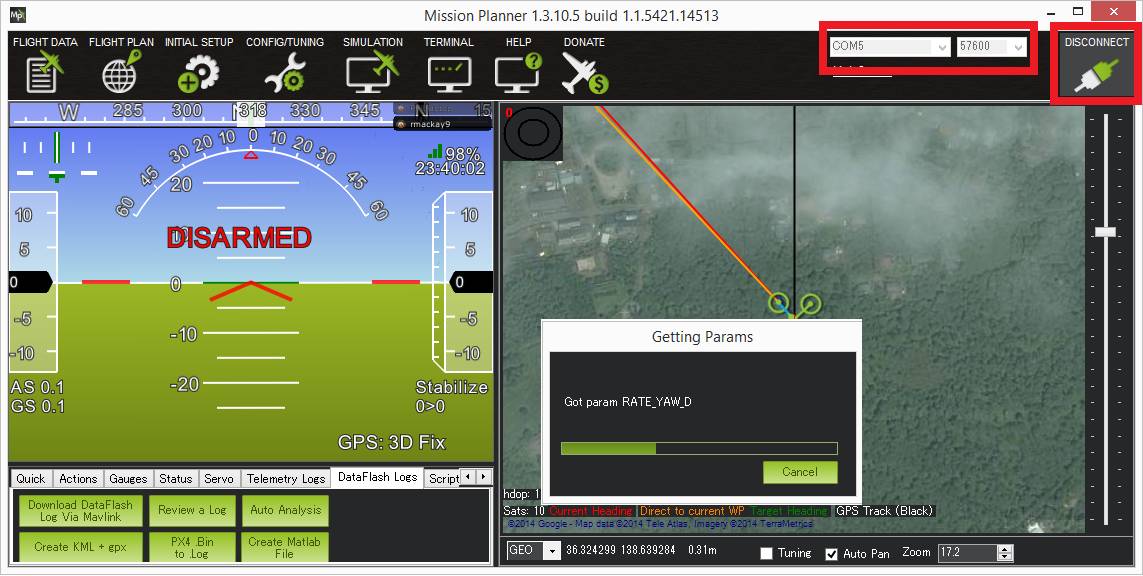 Mp
Mission Planner 1.3.10.5 build 1.1.5421.14513
FLIGHT DATA FLIGHT PLAN INITIAL SETUP CONFIG/TUNING SIMULATION TERMINAL HELP DONATE
COM5 57600
DISCONNECT
W 285 300 318 330 N 15
rmackay9
98%
23:40:02
60 45 30 20 10 0 10 20 30 45 60
20
DISARMED
10
5
0
-5
-10
0
-10
-20
10
5
0
-5
-10
AS 0.1
GS 0.1
Stabilize
0>0
GPS: 3D Fix
0
Getting Params
Got param RATE_YAW_D
Cancel
hdop: 1
Sats: 10 Current Heading Direct to current WP Target Heading GPS Track (Black)
©2014 Google - Map data ©2014 Tele Atlas, Imagery ©2014 TerraMetrics
Quick Actions Gauges Status Servo Telemetry Logs DataFlash Logs Script
Download DataFlash
Log Via Mavlink
Review a Log
Auto Analysis
Create KML + gpx
PX4 .Bin
to .Log
Create Matlab
File
GEO 36.324299 138.639284 0.31m Tuning Auto Pan Zoom 17.2